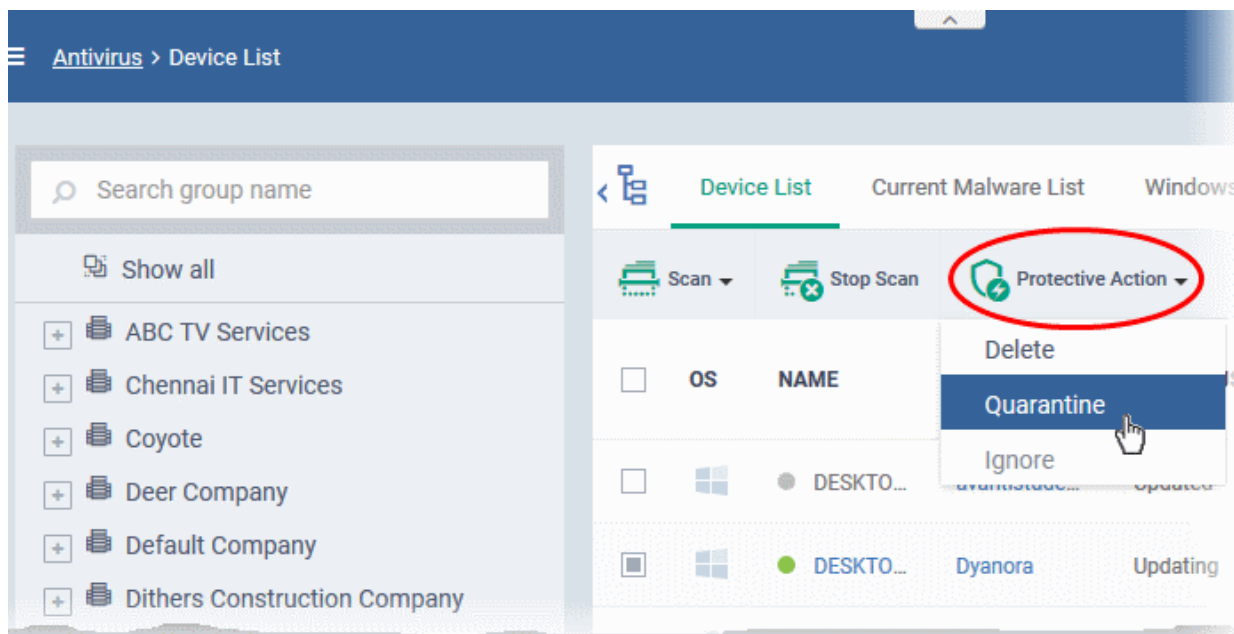 Antivirus > Device List
Search group name
Show all
ABC TV Services
Chennai IT Services
Coyote
Deer Company
Default Company
Dithers Construction Company
Device List Current Malware List Windows
Scan Stop Scan Protective Action
Delete
Quarantine
Ignore
OS NAME
DESKTO... Updated
DESKTO... Dyanora Updating